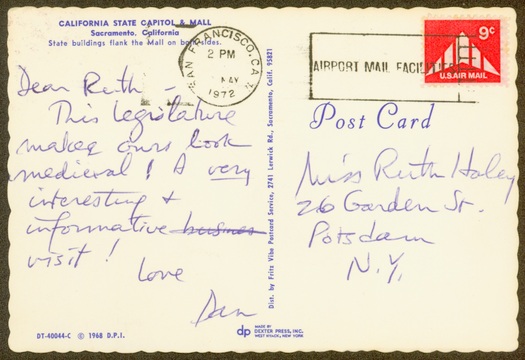 CALIFORNIA STATE CAPITOL & MALL
Sacramento, California
State buildings flank the Mall on both sides.
SAN FRANCISCO, CA
2 PM
MAY
1972
AIRPORT MAIL FACILITY
9c
U.S. AIR MAIL
Dear Ruth –
This legislature
makes ours look
medieval! A very
interesting &
informative business
visit!
Love
Dan
Dist. by Fritz Vibe Postcard Service, 2741 Latwick Rd., Sacramento, Calif. 95821
Post Card
Miss Ruth Haley
26 Garden St.
Potsdam
N.Y.
DT-40044-C © 1968 D.P.I.
dp
MADE BY
DEXTER PRESS, INC.
WEST NYACK, NEW YORK